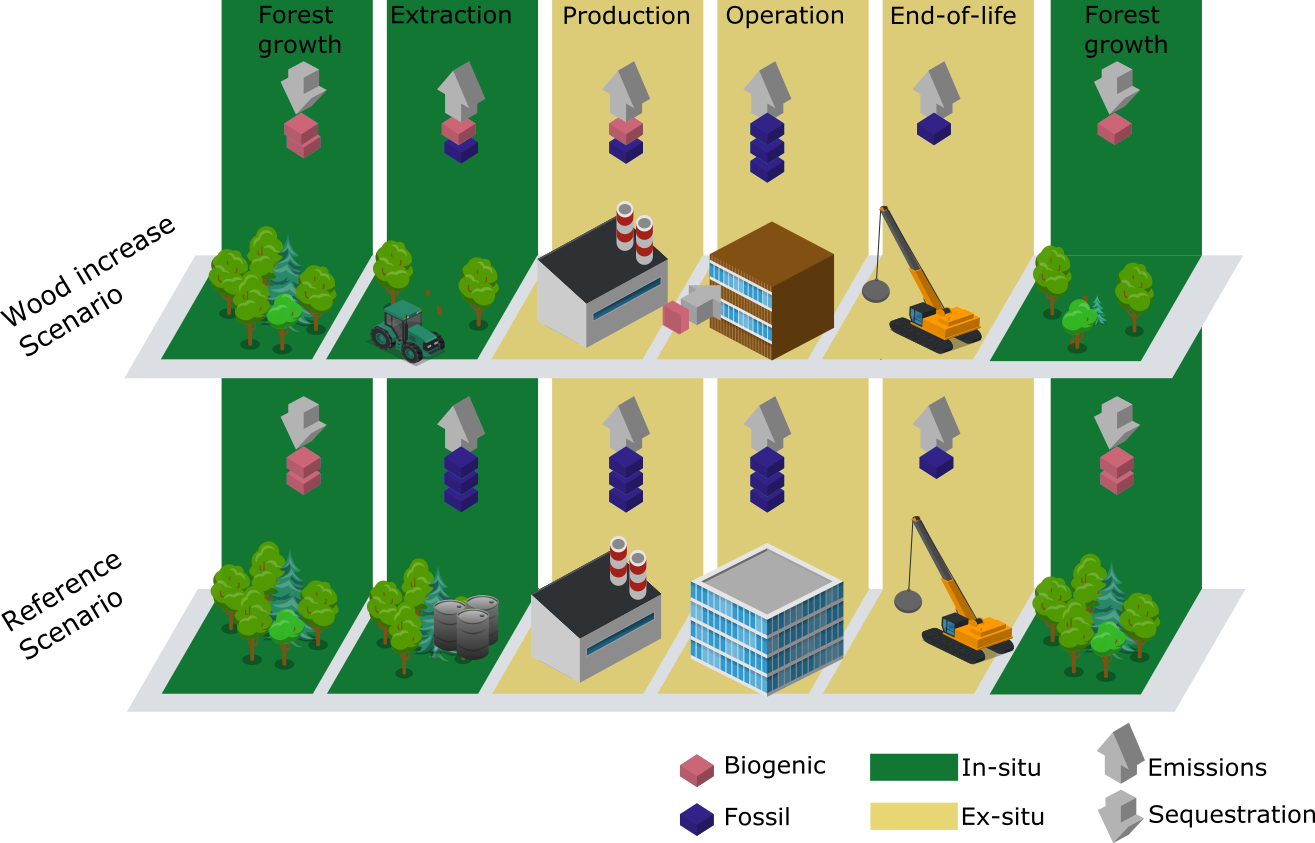 Forest
growth
Extraction
Production
Operation
End-of-life
Forest
growth
Wood increase
Scenario
Reference
Scenario
Biogenic
In-situ
Emissions
Fossil
Ex-situ
Sequestration